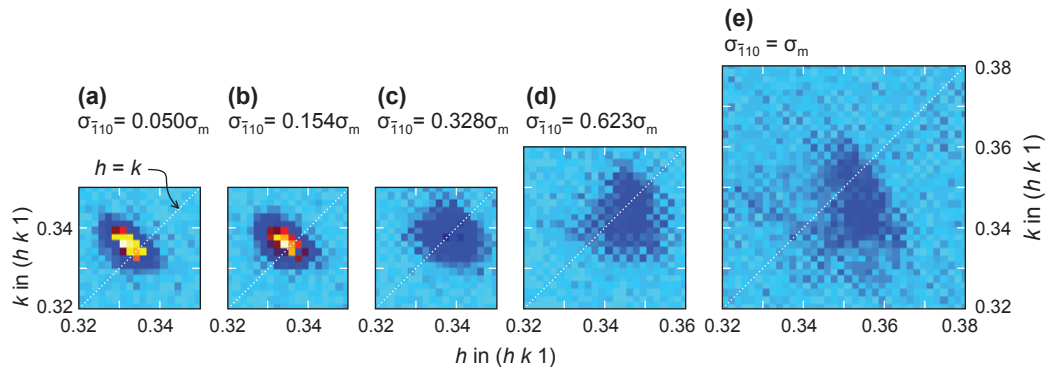 (a)
σ₁̄₁₀= 0.050σₘ
(b)
σ₁̄₁₀= 0.154σₘ
(c)
σ₁̄₁₀= 0.328σₘ
(d)
σ₁̄₁₀= 0.623σₘ
(e)
σ₁̄₁₀ = σₘ
h = k
k in (h k 1)
0.34
0.32
0.32
0.34
0.32
0.34
0.32
0.34
0.32
0.34
0.36
0.32
0.34
0.36
0.38
0.38
0.36
0.34
0.32
k in (h k 1)
h in (h k 1)